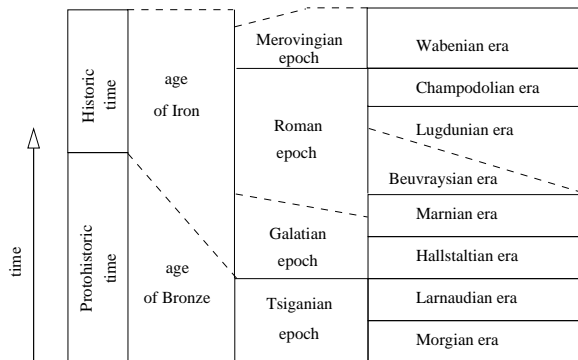 Merovingian
epoch
Wabenian era
Historic
time
age
of Iron
Champodolian era
Roman
epoch
Lugdunian era
Beuvraysian era
Marnian era
time
Protohistoric
time
age
of Bronze
Galatian
epoch
Hallstaltian era
Tsiganian
epoch
Larnaudian era
Morgian era